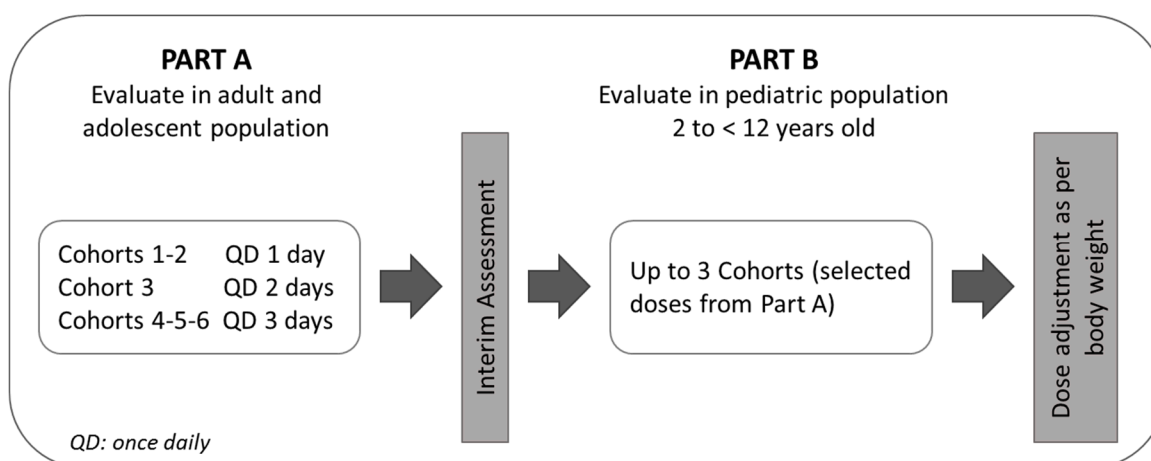 PART A
Evaluate in adult and
adolescent population
Cohorts 1-2 QD 1 day
Cohort 3 QD 2 days
Cohorts 4-5-6 QD 3 days
QD: once daily
Interim Assessment
PART B
Evaluate in pediatric population
2 to < 12 years old
Up to 3 Cohorts (selected
doses from Part A)
Dose adjustment as per
body weight